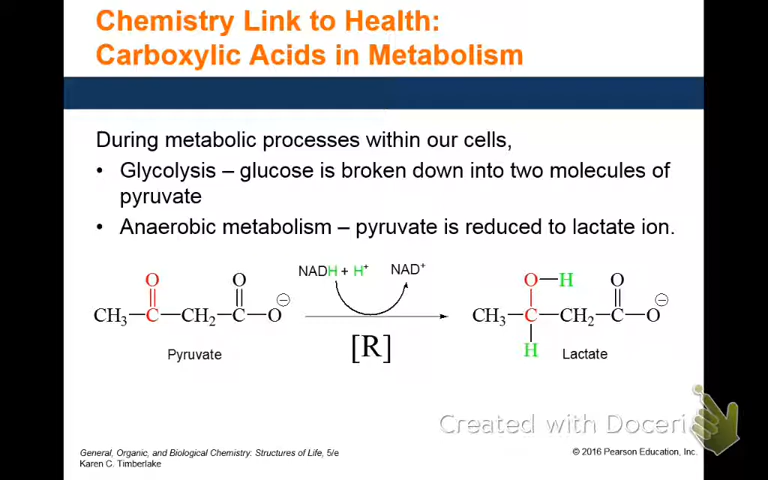 Chemistry Link to Health:
Carboxylic Acids in Metabolism
During metabolic processes within our cells,
• Glycolysis – glucose is broken down into two molecules of
pyruvate
• Anaerobic metabolism – pyruvate is reduced to lactate ion.
NADH + H⁺ NAD⁺
O O ⊖ O—H O ⊖
CH₃—C—CH₂—C—O CH₃—C—CH₂—C—O
[R] H
Pyruvate Lactate
Created with Doceri
General, Organic, and Biological Chemistry: Structures of Life, 5/e © 2016 Pearson Education, Inc.
Karen C. Timberlake